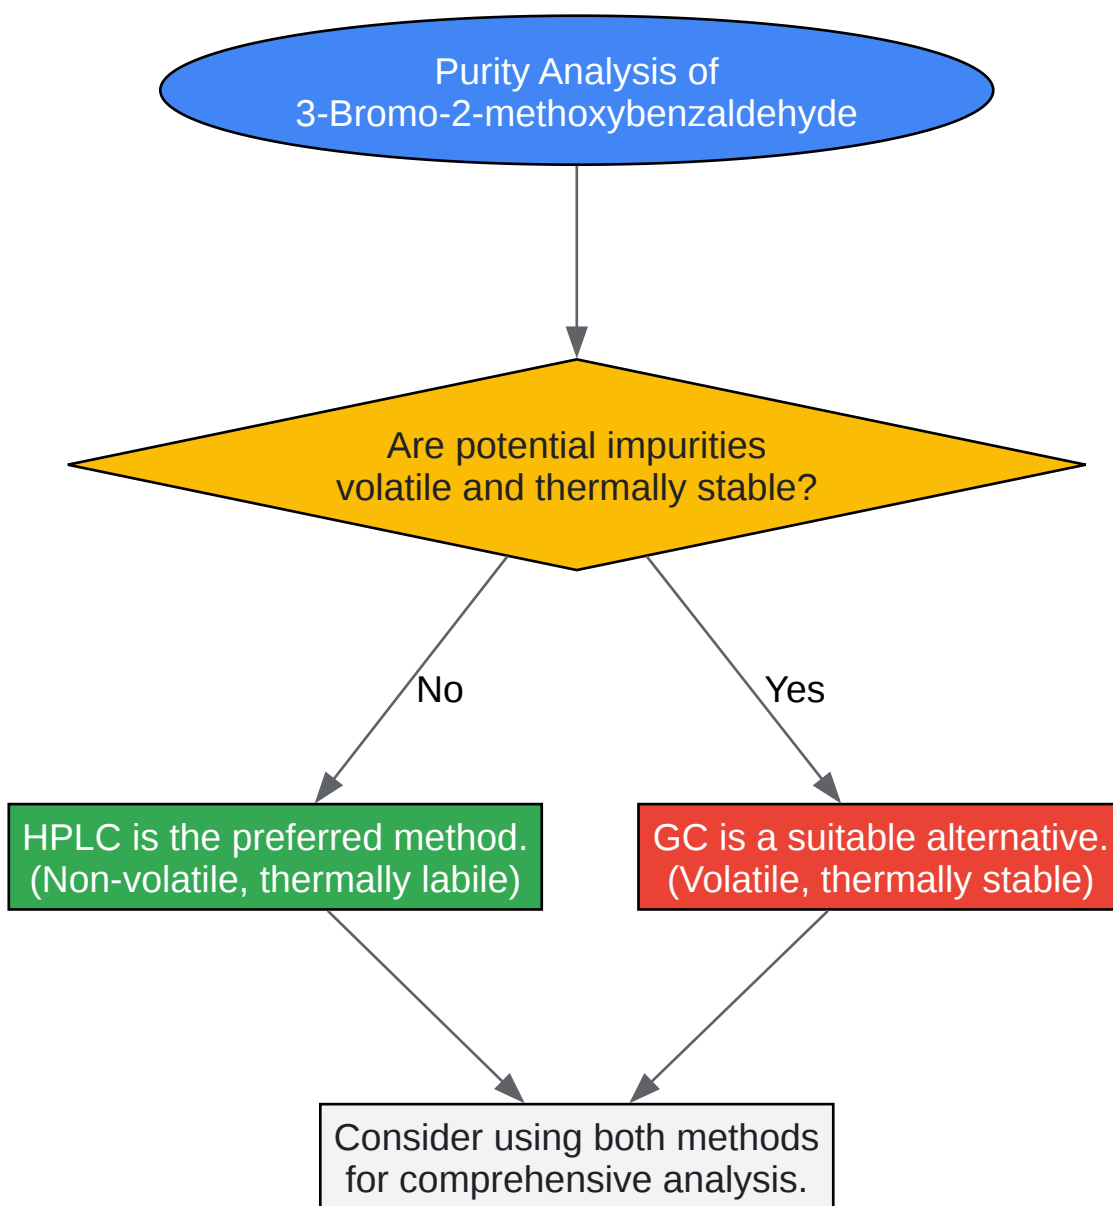 Purity Analysis of
3-Bromo-2-methoxybenzaldehyde
Are potential impurities
volatile and thermally stable?
No
Yes
HPLC is the preferred method.
(Non-volatile, thermally labile)
GC is a suitable alternative.
(Volatile, thermally stable)
Consider using both methods
for comprehensive analysis.